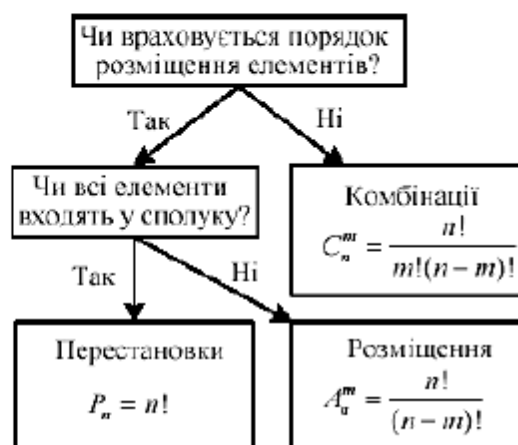 Чи враховується порядок
розміщення елементів?
Так
Ні
Чи всі елементи
входять у сполуку?
Комбінації
C_n^m = n! / (m!(n − m)!)
Так
Ні
Перестановки
P_n = n!
Розміщення
A_a^m = n! / (n − m)!